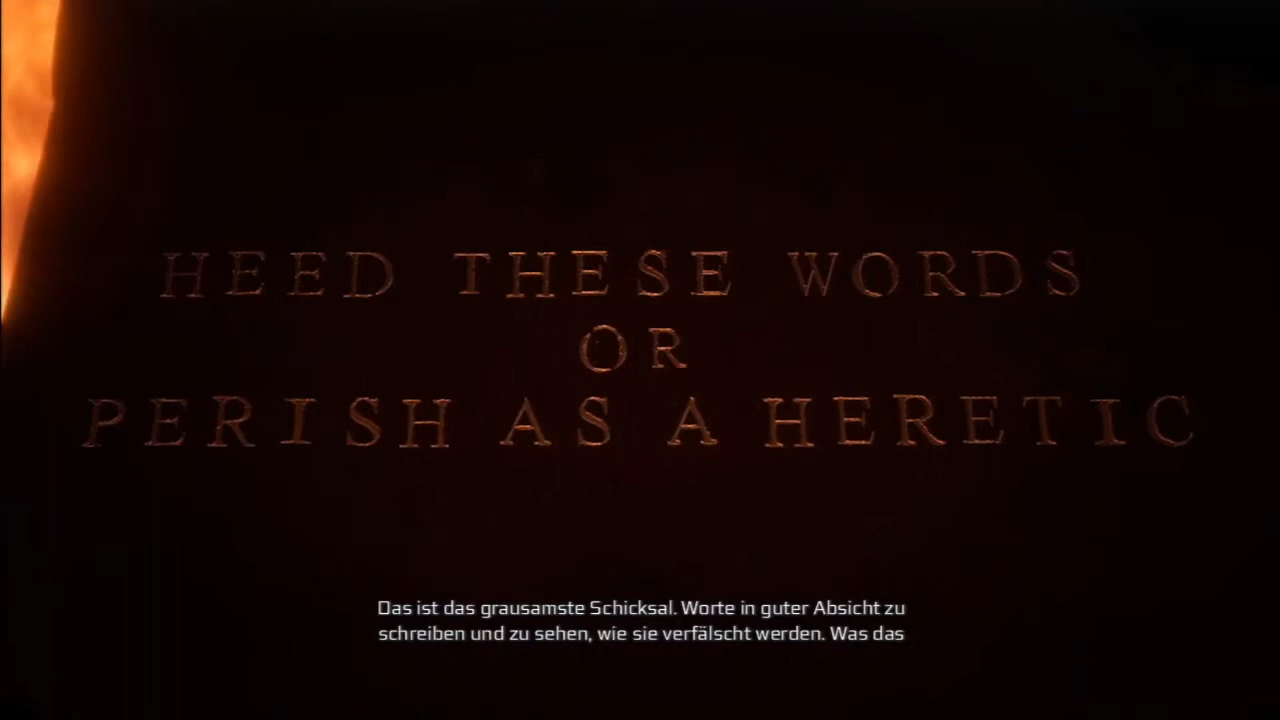 HEED THESE WORDS
OR
PERISH AS A HERETIC
Das ist das grausamste Schicksal. Worte in guter Absicht zu
schreiben und zu sehen, wie sie verfälscht werden. Was das